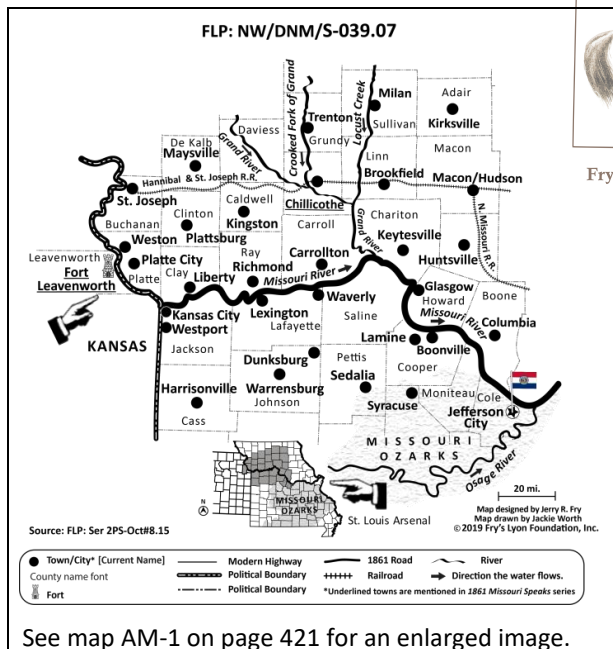 FLP: NW/DNM/S-039.07
Milan
Adair
Trenton
Daviess
Grundy
Sullivan
Kirksville
De Kalb
Maysville
Grand River
Crooked Fork of Grand
Locust Creek
Linn
Macon
Hannibal & St. Joseph R.R.
Brookfield
Macon/Hudson
St. Joseph
Caldwell
Chillicothe
Clinton
Kingston
Chariton
Buchanan
Carroll
Grand River
N. Missouri R.R.
Weston
Plattsburg
Keytesville
Leavenworth
Platte City
Ray
Carrollton
Huntsville
Fort
Leavenworth
Platte
Clay
Liberty
Richmond
Missouri River
Glasgow
Boone
Kansas City
Lexington
Waverly
Howard
Missouri River
Westport
Lafayette
Saline
Columbia
KANSAS
Lamine
Boonville
Jackson
Dunksburg
Pettis
Cooper
Harrisonville
Warrensburg
Sedalia
Moniteau
Cole
Johnson
Syracuse
Jefferson
City
Cass
MISSOURI
OZARKS
Osage River
N
MISSOURI
OZARKS
St. Louis Arsenal
20 mi.
Map designed by Jerry R. Fry
Map drawn by Jackie Worth
©2019 Fry's Lyon Foundation, Inc.
Source: FLP: Ser 2PS-Oct#8.15
Town/City* [Current Name]
Modern Highway
1861 Road
River
County name font
Political Boundary
Railroad
Direction the water flows.
Fort
Political Boundary
*Underlined towns are mentioned in 1861 Missouri Speaks series
See map AM-1 on page 421 for an enlarged image.
Fry